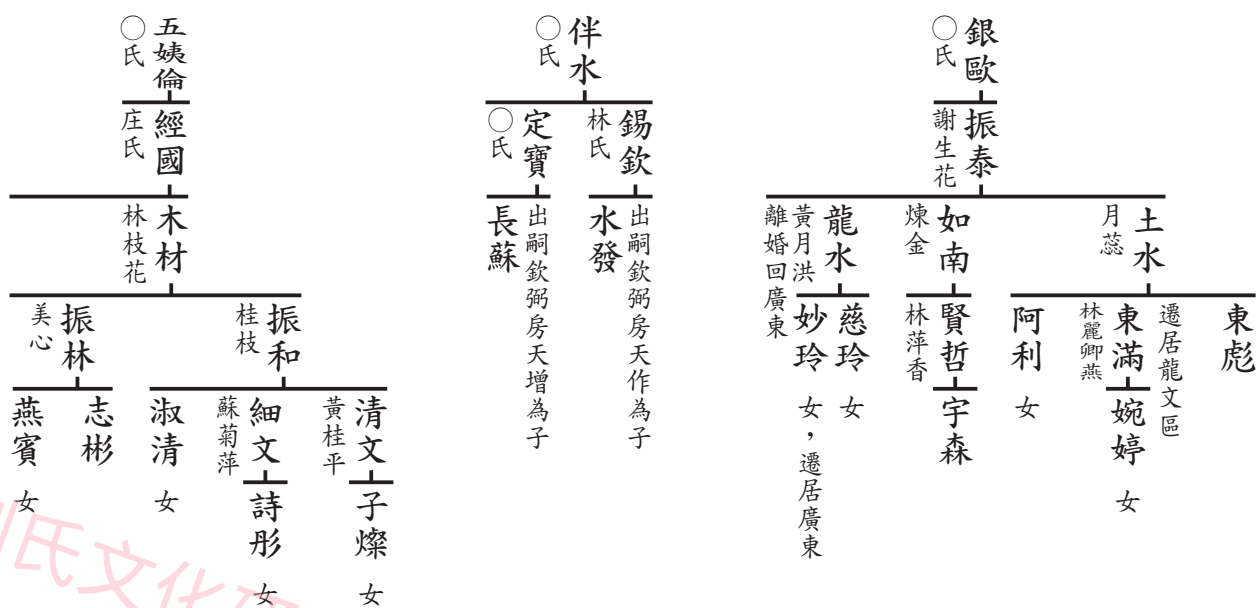 銀歐
○氏
振泰
謝生花
土水
月蕊
東彪
東滿
遷居龍文區
林麗卿燕
婉婷 女
阿利 女
如南
煉金
賢哲
林萍香
宇森
龍水
黃月洪
離婚回廣東
慈玲 女
妙玲 女，遷居廣東
伴水
○氏
錫欽
林氏
水發
出嗣欽弼房天作為子
定寶
○氏
長蘇
出嗣欽弼房天增為子
五姨倫
○氏
經國
庄氏
木材
林枝花
振和
桂枝
清文
黃桂平
子燦 女
細文
蘇菊萍
詩彤 女
淑清 女
振林
美心
志彬
燕賓 女
氏文化